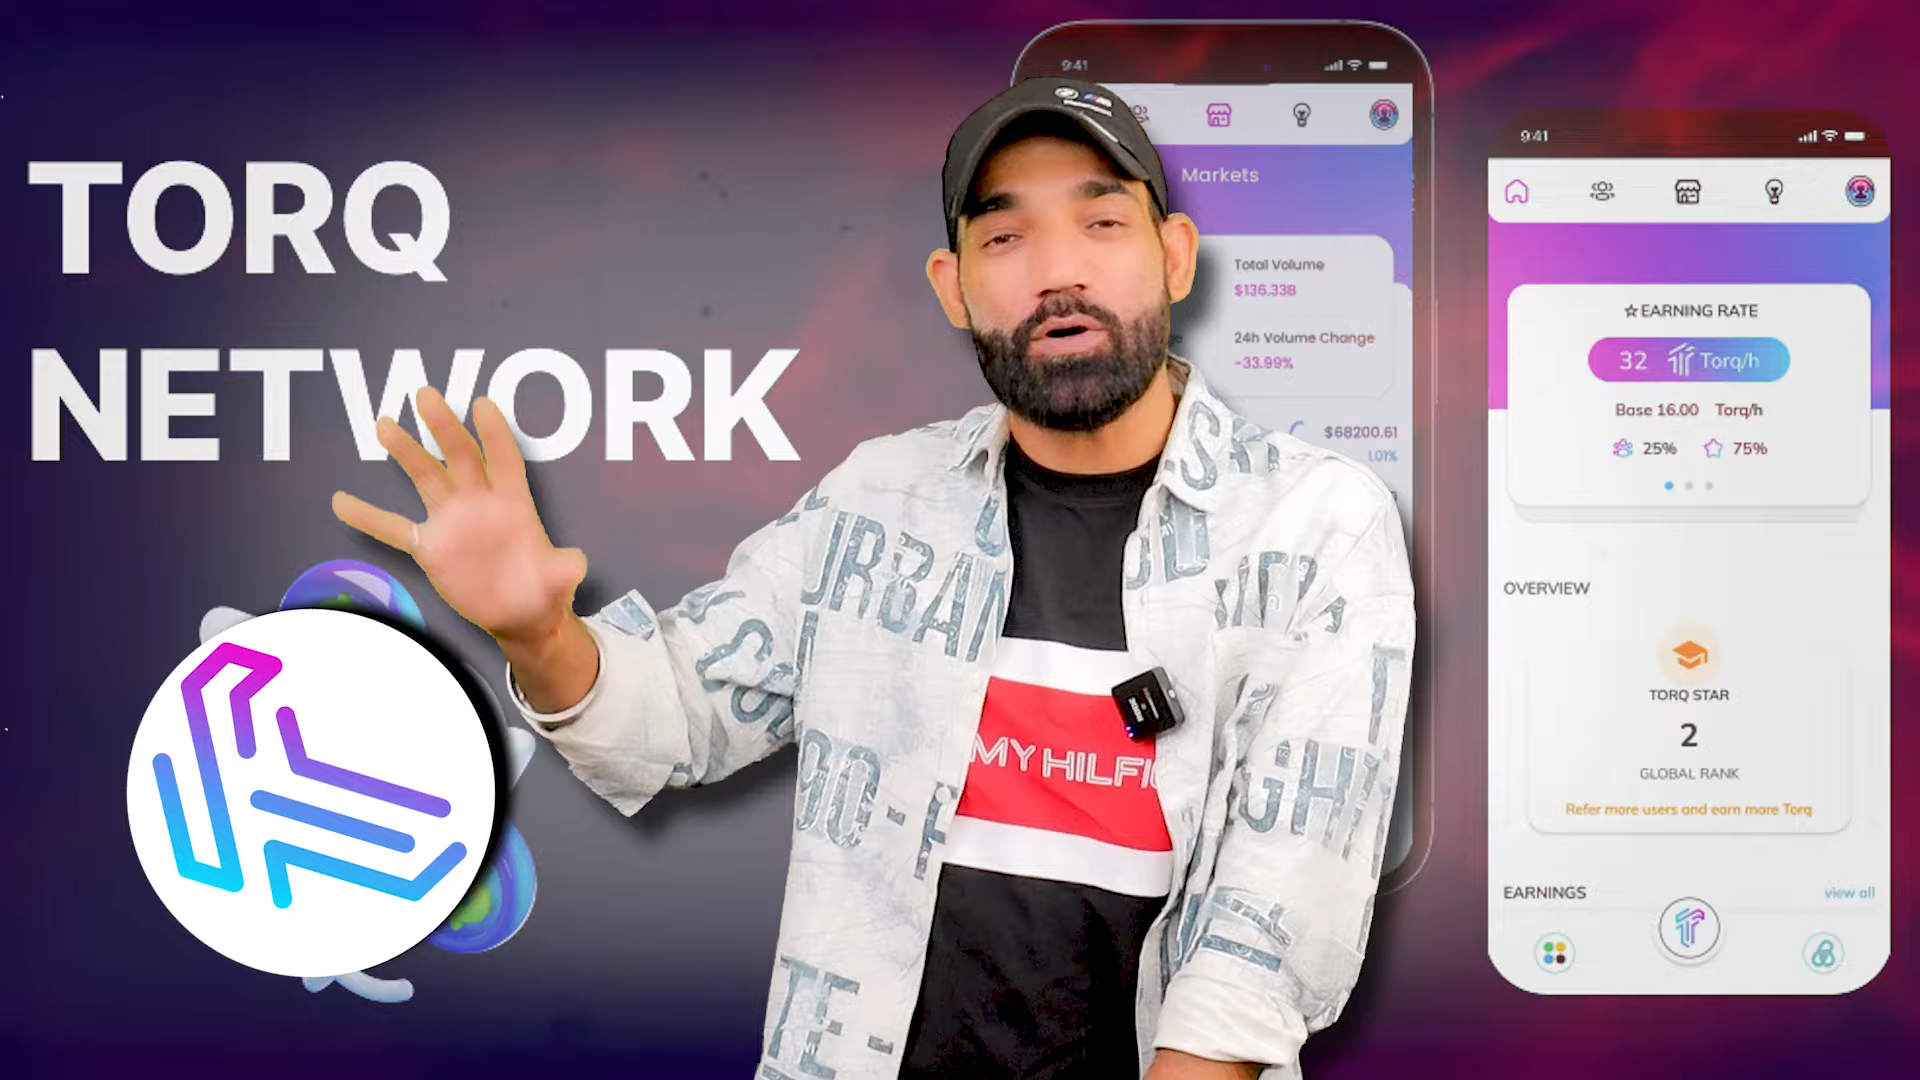 TORQ
NETWORK
9:41
Markets
Total Volume
$136.33B
24h Volume Change
-33.99%
$68200.61
9:41
☆ EARNING RATE
32 Torq/h
Base 16.00 Torq/h
25% 75%
OVERVIEW
TORQ STAR
2
GLOBAL RANK
Refer more users and earn more Torq
EARNINGS
view all
URBAN
MY HILFI